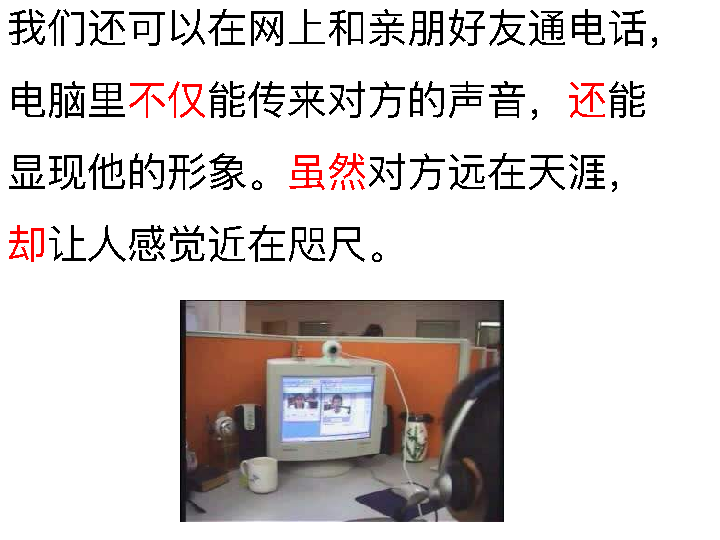 我们还可以在网上和亲朋好友通电话，
电脑里不仅能传来对方的声音，还能
显现他的形象。虽然对方远在天涯，
却让人感觉近在咫尺。